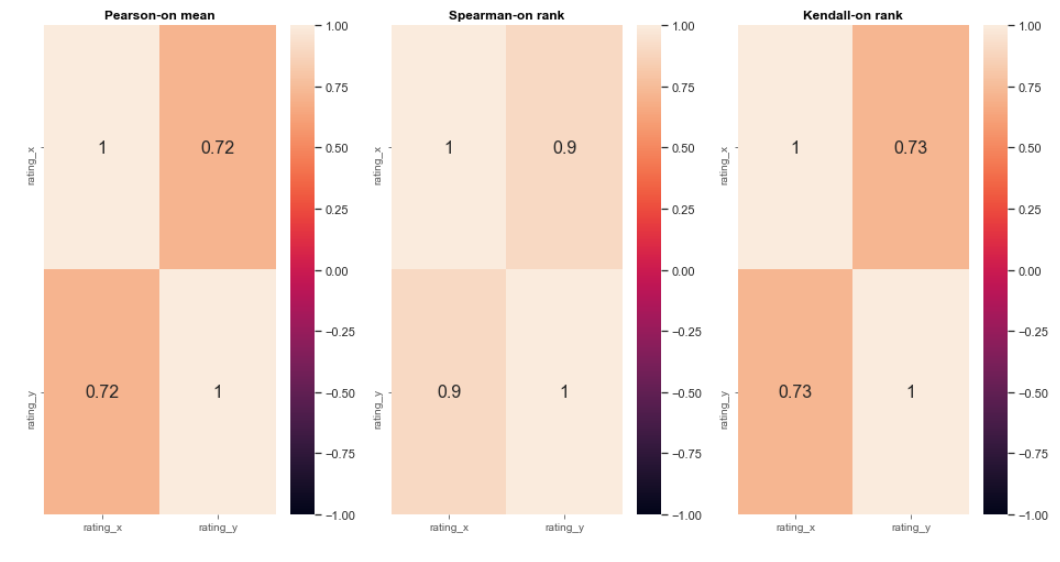 Pearson-on mean
1
0.72
0.72
1
rating_x
rating_y
rating_x
rating_y
1.00
0.75
0.50
0.25
0.00
−0.25
−0.50
−0.75
−1.00
Spearman-on rank
1
0.9
0.9
1
rating_x
rating_y
rating_x
rating_y
1.00
0.75
0.50
0.25
0.00
−0.25
−0.50
−0.75
−1.00
Kendall-on rank
1
0.73
0.73
1
rating_x
rating_y
rating_x
rating_y
1.00
0.75
0.50
0.25
0.00
−0.25
−0.50
−0.75
−1.00